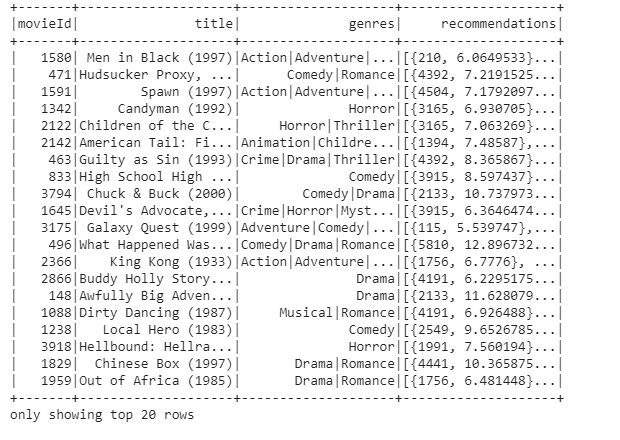 +-------+--------------------+--------------------+--------------------+
|movieId|               title|              genres|     recommendations|
+-------+--------------------+--------------------+--------------------+
|   1580| Men in Black (1997)|Action|Adventure|...|[{210, 6.0649533}...|
|    471|Hudsucker Proxy, ...|      Comedy|Romance|[{4392, 7.2191525...|
|   1591|        Spawn (1997)|Action|Adventure|...|[{4504, 7.1792097...|
|   1342|     Candyman (1992)|              Horror|[{3165, 6.930705}...|
|   2122|Children of the C...|     Horror|Thriller|[{3165, 7.063269}...|
|   2142|American Tail: Fi...|Animation|Childre...|[{1394, 7.48587},...|
|    463|Guilty as Sin (1993)|Crime|Drama|Thriller|[{4392, 8.365867}...|
|    833|High School High ...|              Comedy|[{3915, 8.597437}...|
|   3794| Chuck & Buck (2000)|        Comedy|Drama|[{2133, 10.737973...|
|   1645|Devil's Advocate,...|Crime|Horror|Myst...|[{3915, 6.3646474...|
|   3175| Galaxy Quest (1999)|Adventure|Comedy|...|[{115, 5.539747},...|
|    496|What Happened Was...|Comedy|Drama|Romance|[{5810, 12.896732...|
|   2366|    King Kong (1933)|Action|Adventure|...|[{1756, 6.7776}, ...|
|   2866|Buddy Holly Story...|               Drama|[{4191, 6.2295175...|
|    148|Awfully Big Adven...|               Drama|[{2133, 11.628079...|
|   1088|Dirty Dancing (1987)|     Musical|Romance|[{4191, 6.926488}...|
|   1238|   Local Hero (1983)|              Comedy|[{2549, 9.6526785...|
|   3918|Hellbound: Hellra...|              Horror|[{1991, 7.560194}...|
|   1829|  Chinese Box (1997)|       Drama|Romance|[{4441, 10.365875...|
|   1959|Out of Africa (1985)|       Drama|Romance|[{1756, 6.481448}...|
+-------+--------------------+--------------------+--------------------+
only showing top 20 rows